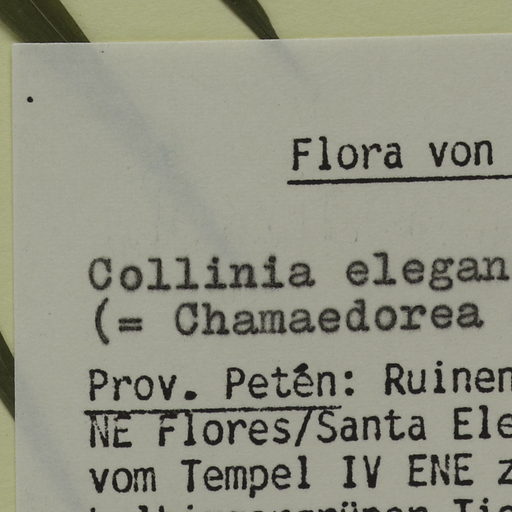 Flora von
Collinia elegan
(= Chamaedorea
Prov. Petén: Ruinen
NE Flores/Santa Ele
vom Tempel IV ENE z